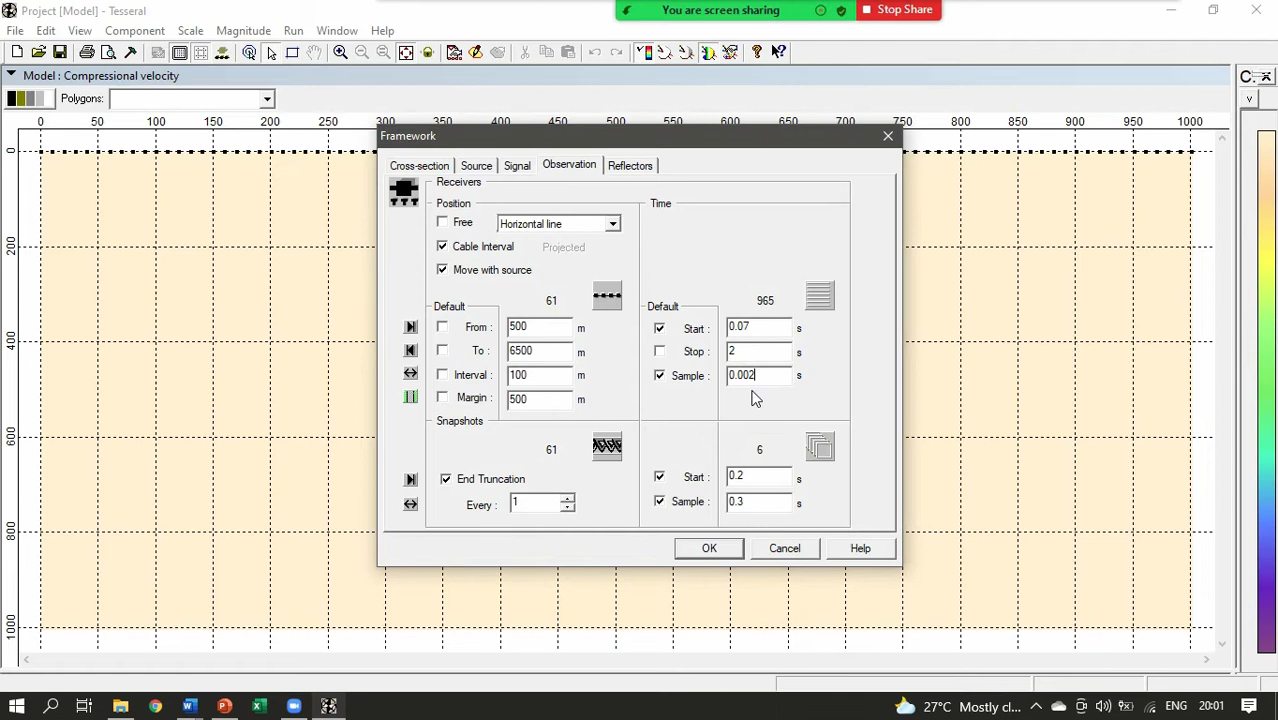 Project [Model] - Tesseral
You are screen sharing
Stop Share
File Edit View Component Scale Magnitude Run Window Help
Model : Compressional velocity
C:
Polygons:
v
0 50 100 150 200 250 300 350 400 450 500 550 600 650 700 750 800 850 900 950 1000
0
200
400
600
800
1000
Framework
Cross-section Source Signal Observation Reflectors
Receivers
Position
Time
Free Horizontal line
Cable Interval Projected
Move with source
61 965
Default Default
From : 500 m Start : 0.07 s
To : 6500 m Stop : 2 s
Interval : 100 m Sample : 0.002 s
Margin : 500 m
Snapshots
61 6
End Truncation Start : 0.2 s
Every : 1 Sample : 0.3 s
OK Cancel Help
27°C Mostly cl... ENG 20:01